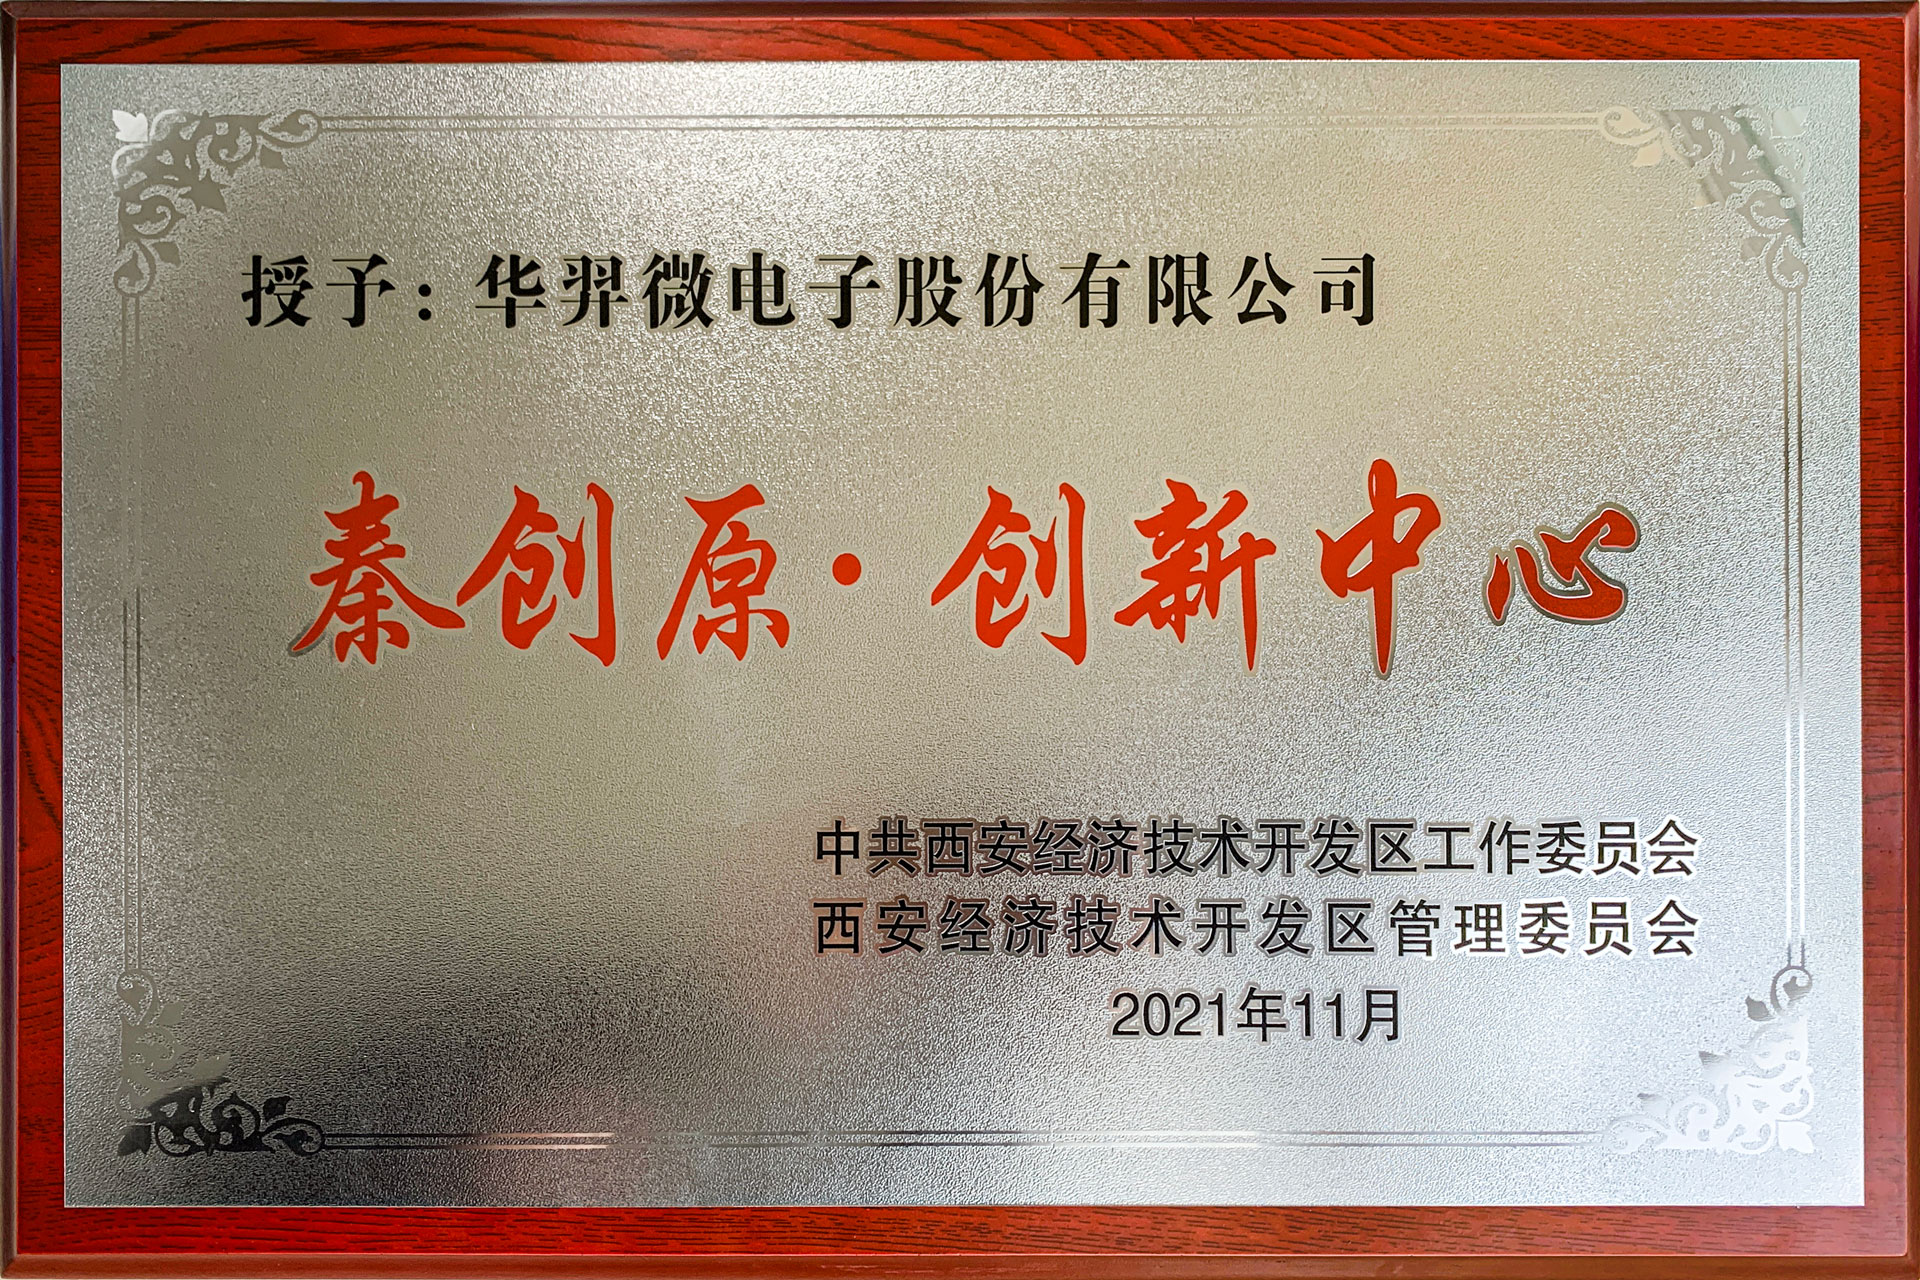 授予：华羿微电子股份有限公司
秦创原·创新中心
中共西安经济技术开发区工作委员会
西安经济技术开发区管理委员会
2021年11月